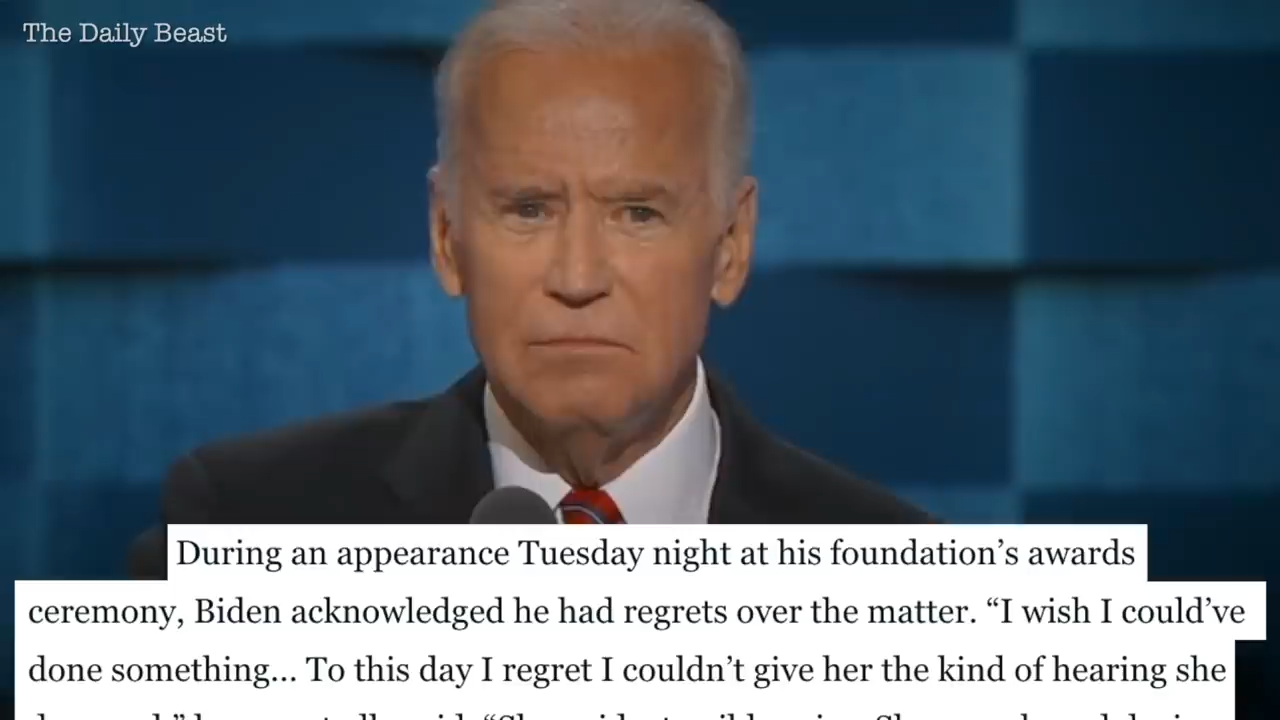 The Daily Beast
During an appearance Tuesday night at his foundation’s awards
ceremony, Biden acknowledged he had regrets over the matter. “I wish I could’ve
done something... To this day I regret I couldn’t give her the kind of hearing she